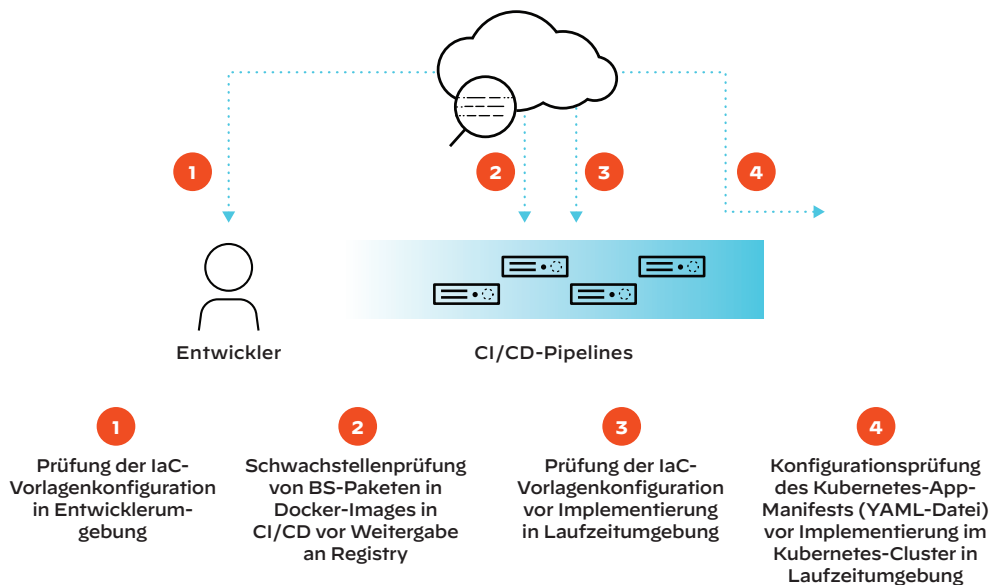 1
2
3
4
Entwickler
CI/CD-Pipelines
1
Prüfung der IaC-
Vorlagenkonfiguration
in Entwicklerum-
gebung
2
Schwachstellenprüfung
von BS-Paketen in
Docker-Images in
CI/CD vor Weitergabe
an Registry
3
Prüfung der IaC-
Vorlagenkonfiguration
vor Implementierung
in Laufzeitumgebung
4
Konfigurationsprüfung
des Kubernetes-App-
Manifests (YAML-Datei)
vor Implementierung im
Kubernetes-Cluster in
Laufzeitumgebung